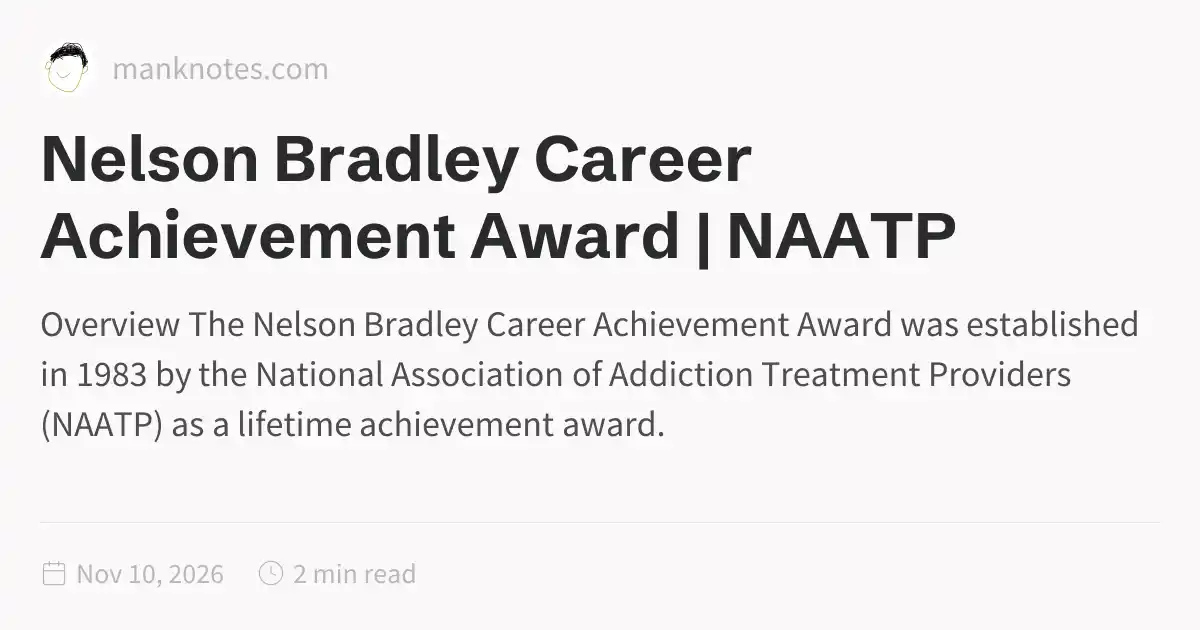 manknotes.com
Nelson Bradley Career
Achievement Award | NAATP
Overview The Nelson Bradley Career Achievement Award was established
in 1983 by the National Association of Addiction Treatment Providers
(NAATP) as a lifetime achievement award.
Nov 10, 2026 2 min read